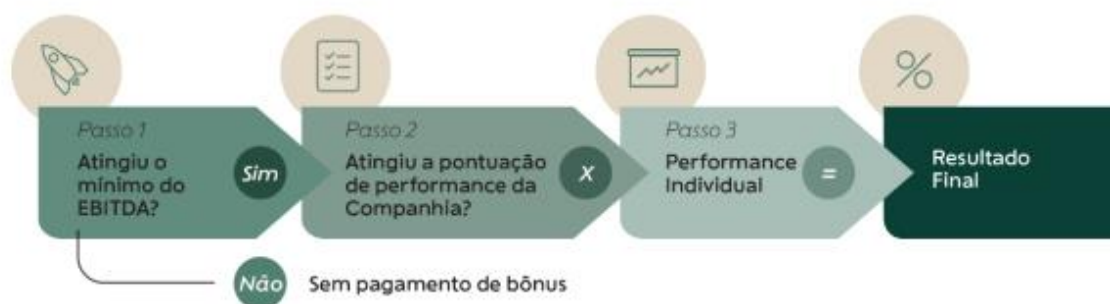 Passo 1
Atingiu o
mínimo do
EBITDA?
Sim
Passo 2
Atingiu a pontuação
de performance da
Companhia?
X
Passo 3
Performance
Individual
=
%
Resultado
Final
Não
Sem pagamento de bônus